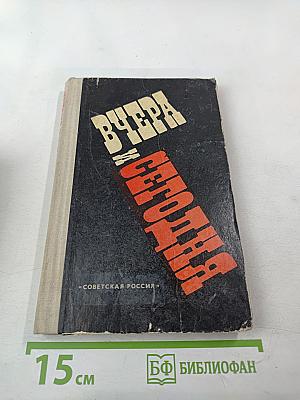 ВЧЕРА
И
СЕГОДНЯ
«СОВЕТСКАЯ РОССИЯ»
15 см
БФ БИБЛИОФАН